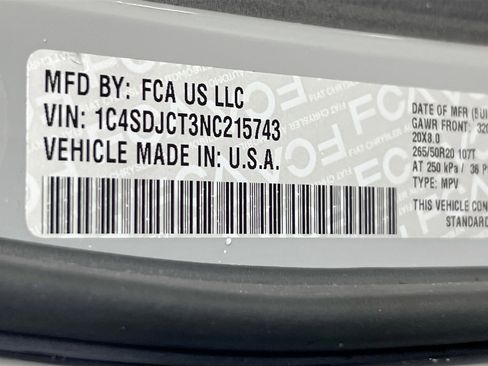 MFD BY: FCA US LLC
VIN: 1C4SDJCT3NC215743
VEHICLE MADE IN: U.S.A.
DATE OF MFR
GAWR FRONT:
20X8.0
265/50R20 107T
AT 250 kPa / 36
TYPE: MPV
THIS VEHICLE
STANDARD